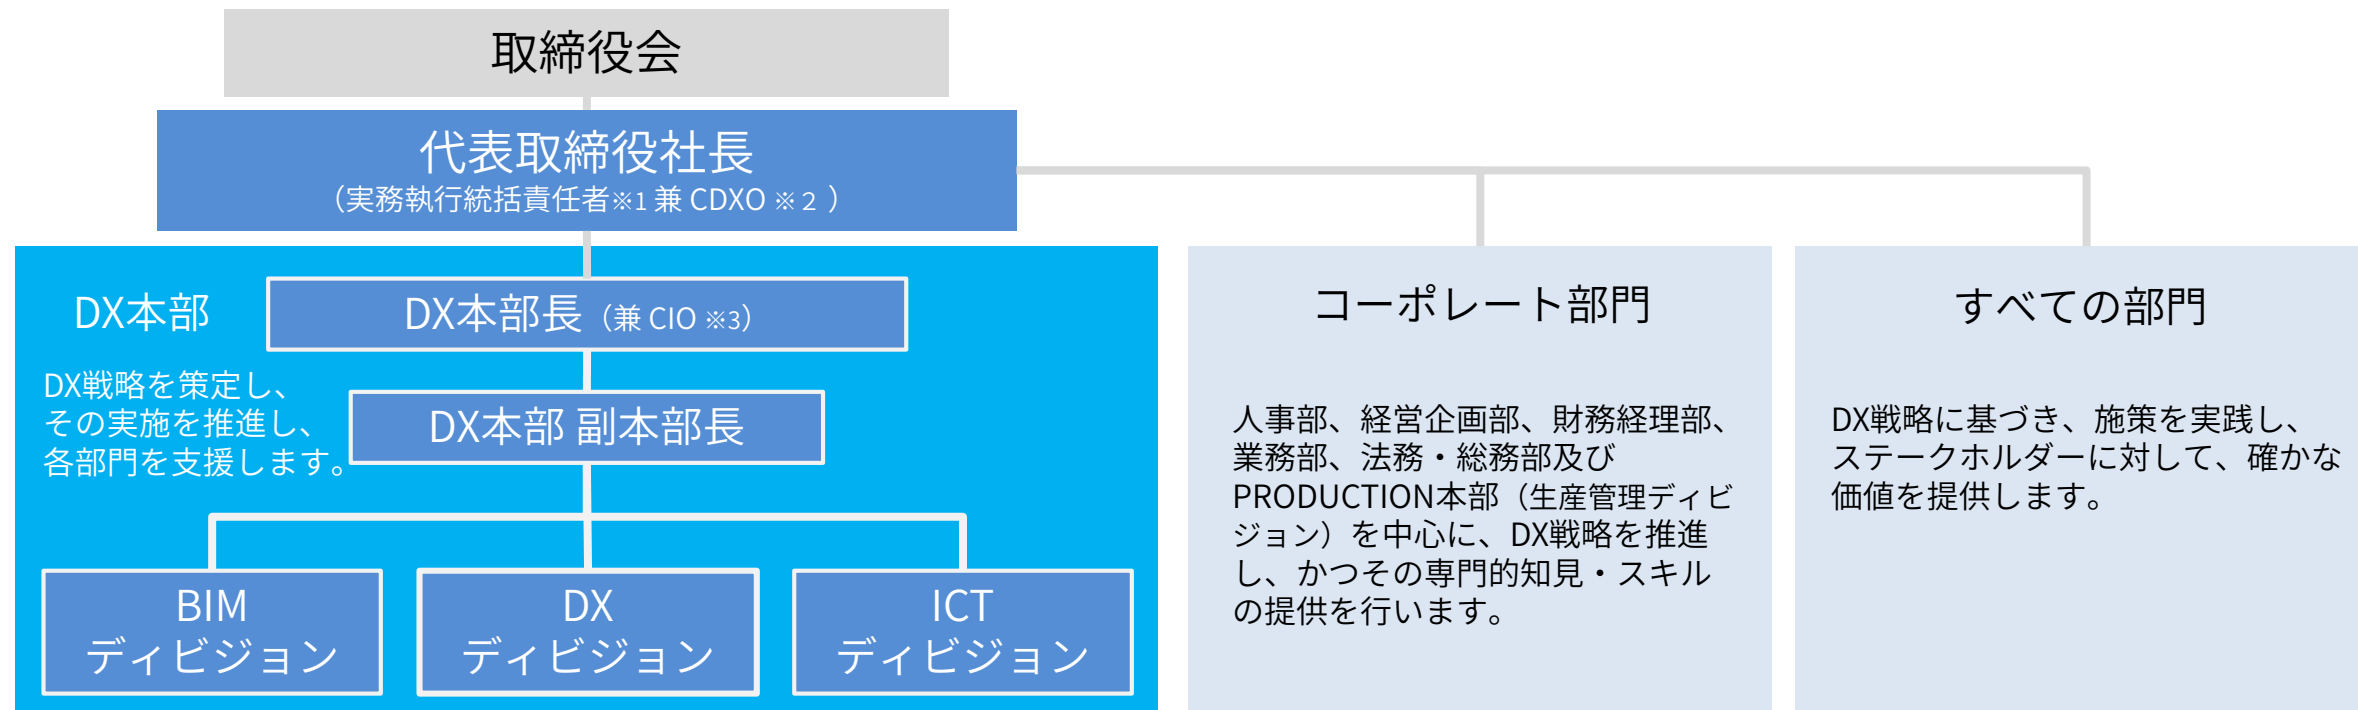 取締役会
代表取締役社長
（実務執行統括責任者※1 兼 CDXO ※２ ）
DX本部
DX本部長（兼 CIO ※3）
DX戦略を策定し、
その実施を推進し、
各部門を支援します。
DX本部 副本部長
BIM
ディビジョン
DX
ディビジョン
ICT
ディビジョン
コーポレート部門
人事部、経営企画部、財務経理部、
業務部、法務・総務部及び
PRODUCTION本部（生産管理ディビ
ジョン）を中心に、DX戦略を推進
し、かつその専門的知見・スキル
の提供を行います。
すべての部門
DX戦略に基づき、施策を実践し、
ステークホルダーに対して、確かな
価値を提供します。